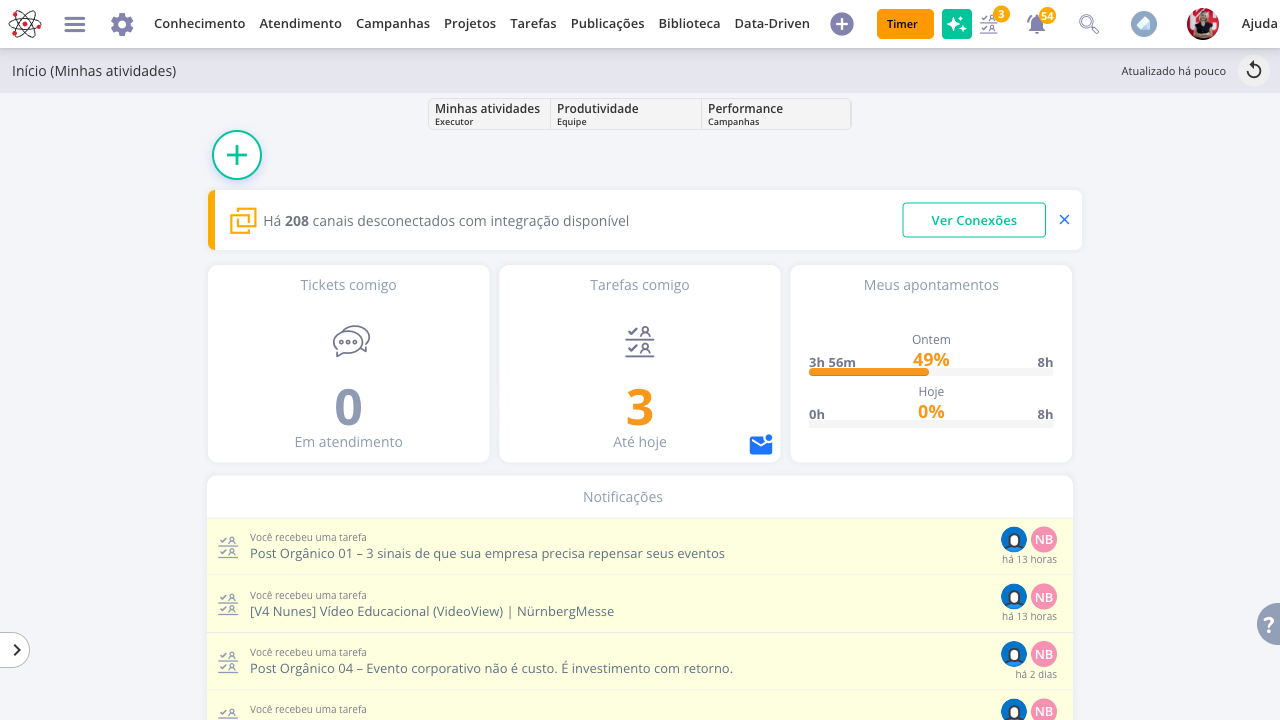 Conhecimento Atendimento Campanhas Projetos Tarefas Publicações Biblioteca Data-Driven Timer 3 54 Ajuda
Início (Minhas atividades) Atualizado há pouco
Minhas atividades Produtividade Performance
Executor Equipe Campanhas
Há 208 canais desconectados com integração disponível Ver Conexões
Tickets comigo Tarefas comigo Meus apontamentos
Ontem
3h 56m 49% 8h
Hoje
0h 0% 8h
0 3
Em atendimento Até hoje
Notificações
Você recebeu uma tarefa
Post Orgânico 01 – 3 sinais de que sua empresa precisa repensar seus eventos NB
há 13 horas
Você recebeu uma tarefa
[V4 Nunes] Vídeo Educacional (VideoView) | NürnbergMesse NB
há 13 horas
Você recebeu uma tarefa
Post Orgânico 04 – Evento corporativo não é custo. É investimento com retorno. NB
há 2 dias
Você recebeu uma tarefa NB
?